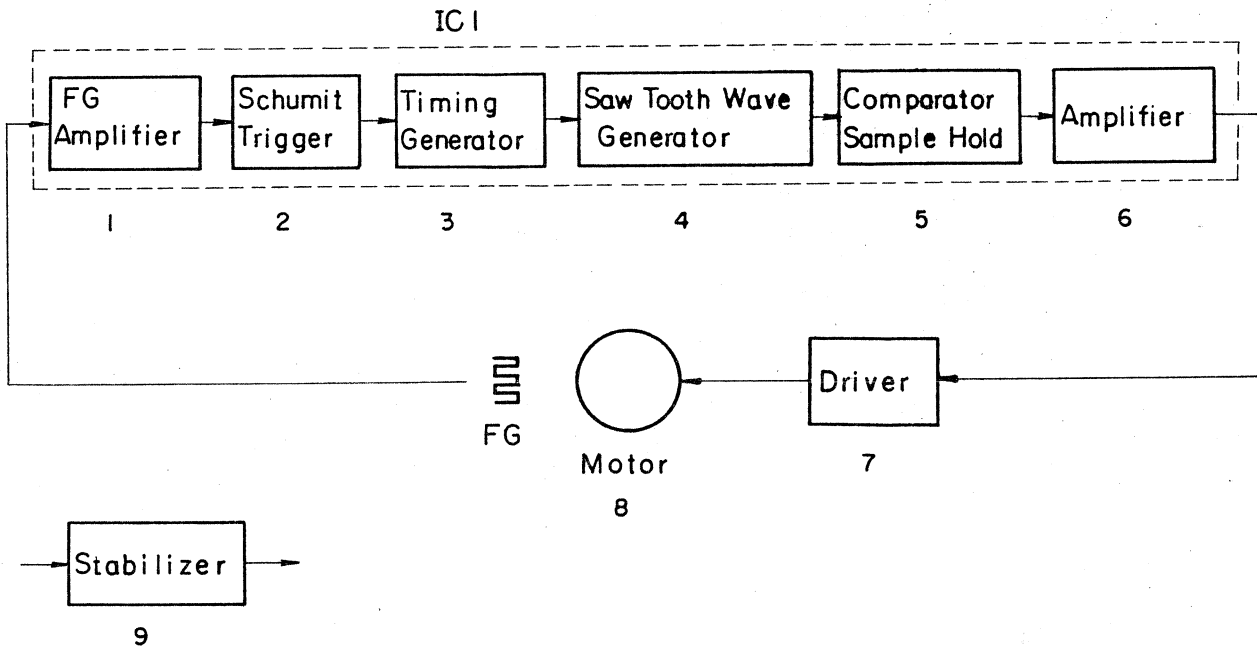 IC 1
FG
Amplifier
Schumit
Trigger
Timing
Generator
Saw Tooth Wave
Generator
Comparator
Sample Hold
Amplifier
1
2
3
4
5
6
FG
Motor
8
Driver
7
Stabilizer
9